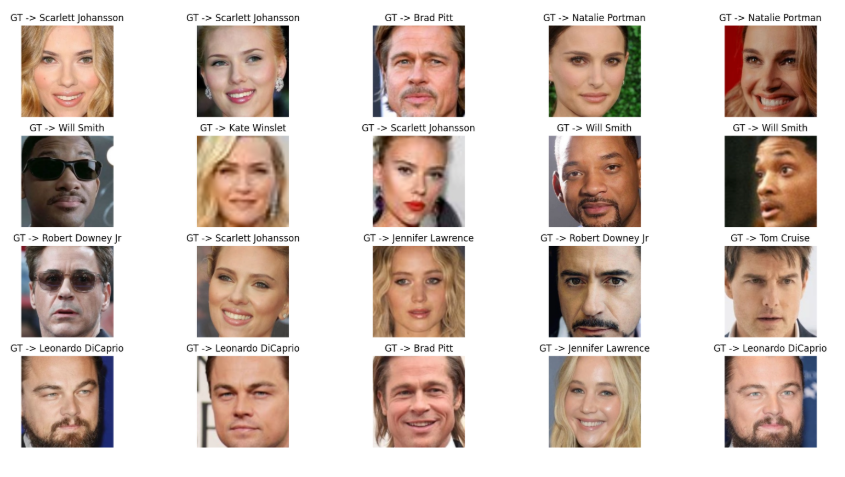 GT -> Scarlett Johansson
GT -> Scarlett Johansson
GT -> Brad Pitt
GT -> Natalie Portman
GT -> Natalie Portman
GT -> Will Smith
GT -> Kate Winslet
GT -> Scarlett Johansson
GT -> Will Smith
GT -> Will Smith
GT -> Robert Downey Jr
GT -> Scarlett Johansson
GT -> Jennifer Lawrence
GT -> Robert Downey Jr
GT -> Tom Cruise
GT -> Leonardo DiCaprio
GT -> Leonardo DiCaprio
GT -> Brad Pitt
GT -> Jennifer Lawrence
GT -> Leonardo DiCaprio